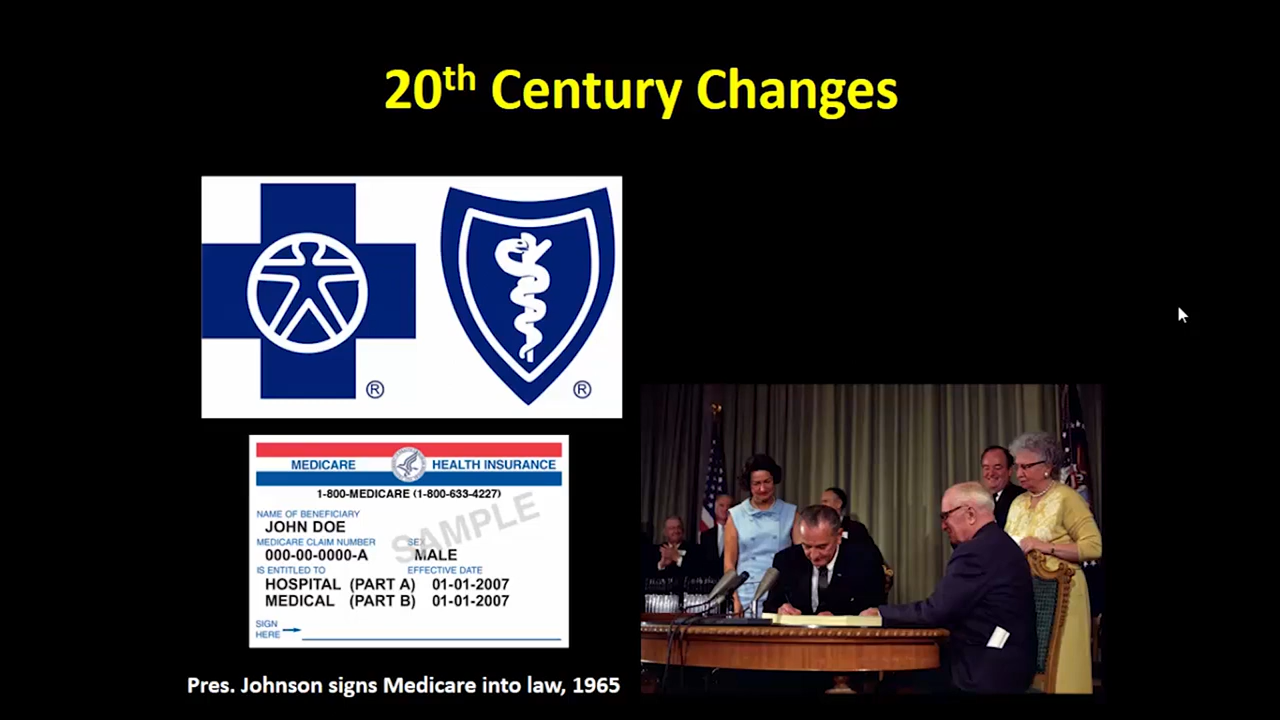 20th Century Changes
® ®
MEDICARE HEALTH INSURANCE
1-800-MEDICARE (1-800-633-4227)
SAMPLE
NAME OF BENEFICIARY
JOHN DOE
MEDICARE CLAIM NUMBER SEX
000-00-0000-A MALE
IS ENTITLED TO EFFECTIVE DATE
HOSPITAL (PART A) 01-01-2007
MEDICAL (PART B) 01-01-2007
SIGN
HERE
Pres. Johnson signs Medicare into law, 1965